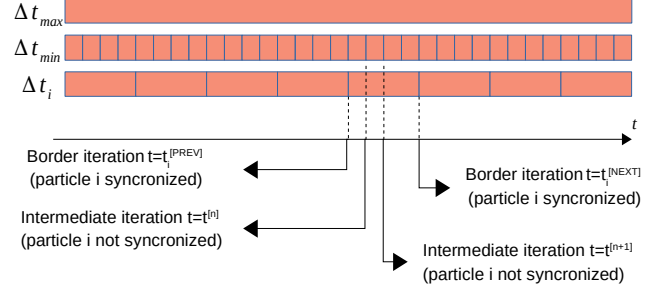 Δt_max
Δt_min
Δt_i
t
Border iteration t=t_i^[PREV]
(particle i syncronized)
Border iteration t=t_i^[NEXT]
(particle i syncronized)
Intermediate iteration t=t^[n]
(particle i not syncronized)
Intermediate iteration t=t^[n+1]
(particle i not syncronized)